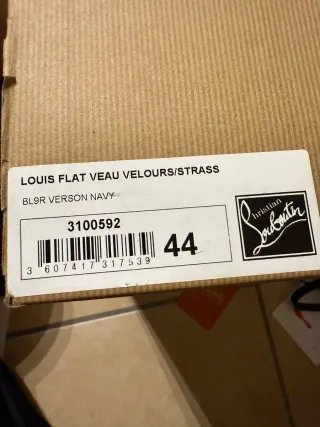 LOUIS FLAT VEAU VELOURS/STRASS
BL9R VERSON NAVY
3100592
44
3 607417 317539
Christian
Louboutin